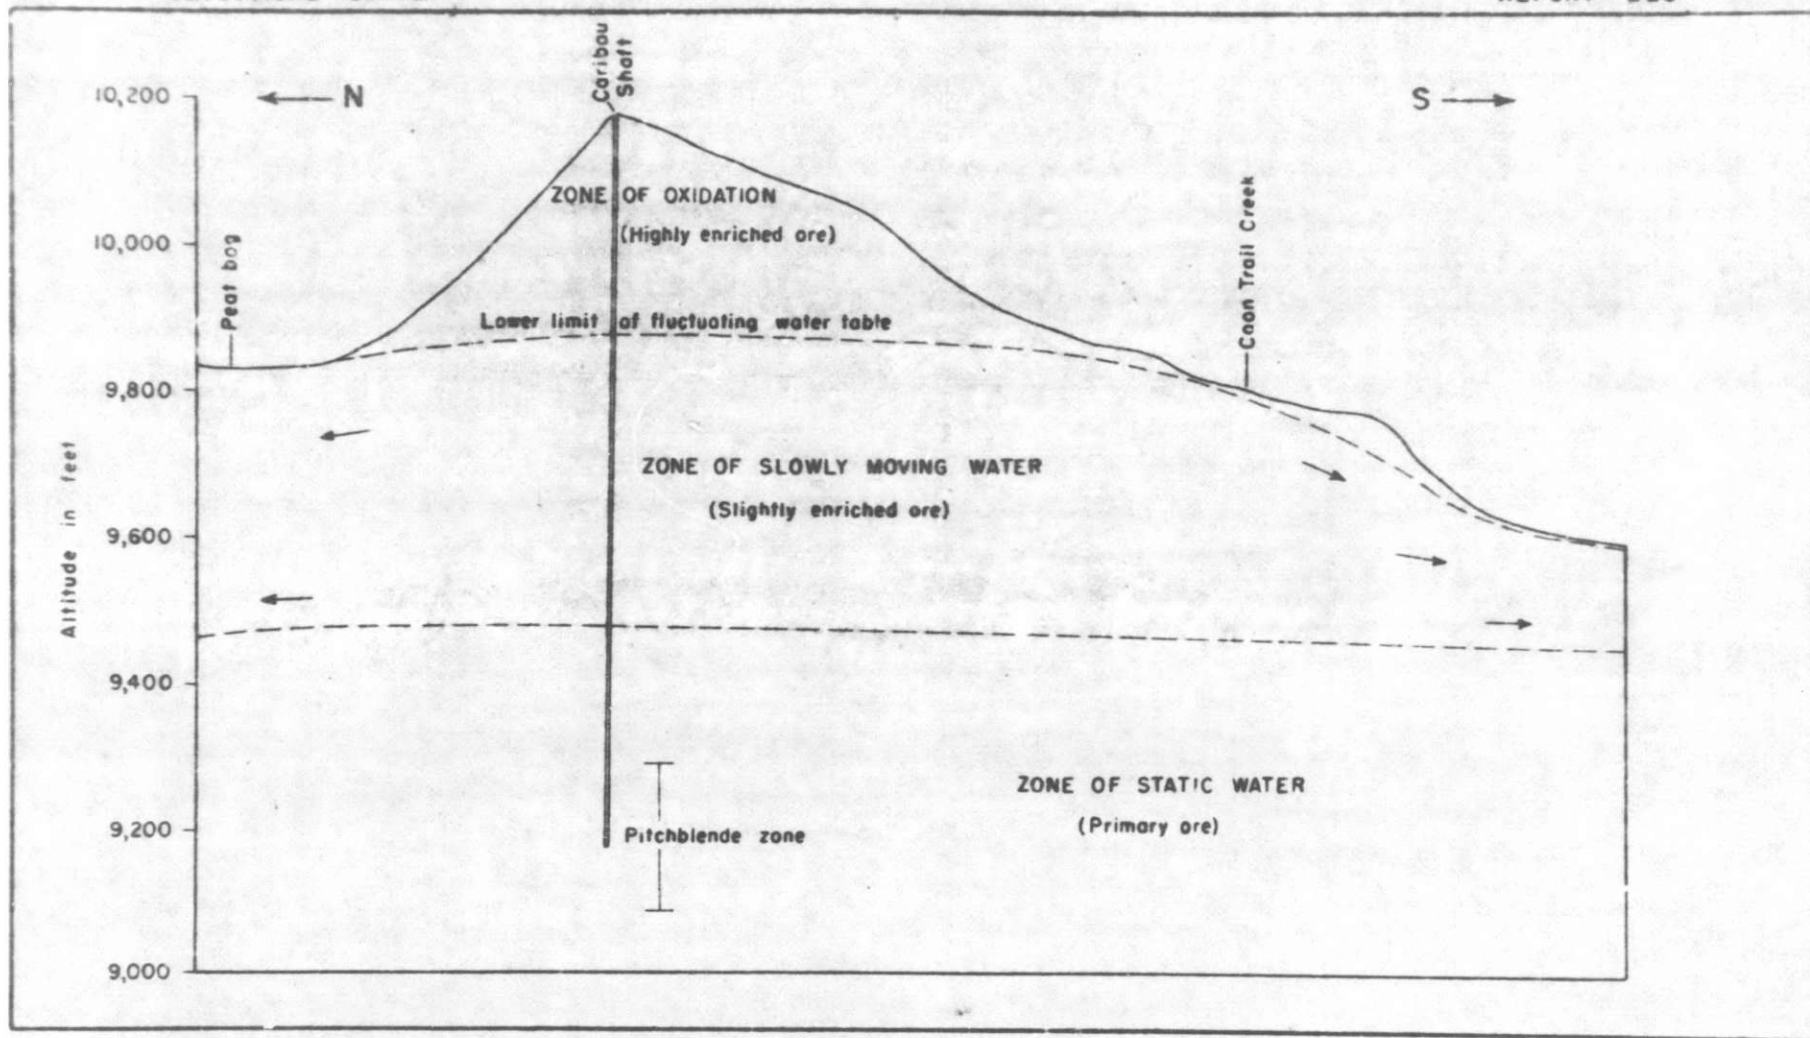 10,200
N
Caribou
Shaft
S
ZONE OF OXIDATION
(Highly enriched ore)
10,000
Peat bog
Coon Trail Creek
Lower limit of fluctuating water table
9,800
ZONE OF SLOWLY MOVING WATER
(Slightly enriched ore)
9,600
Altitude in feet
9,400
ZONE OF STATIC WATER
(Primary ore)
9,200
Pitchblende zone
9,000